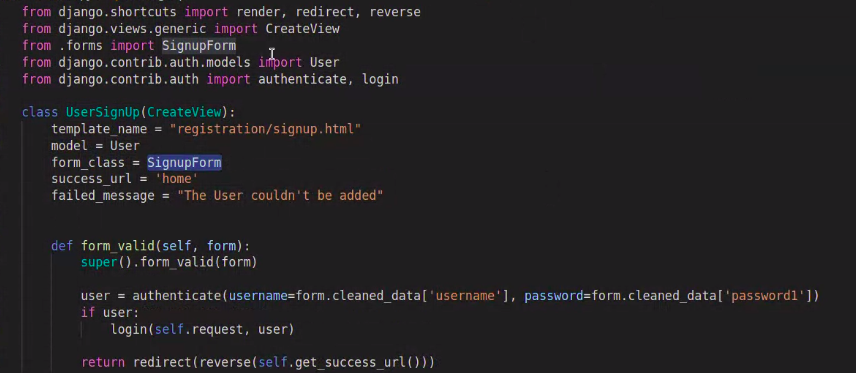 from django.shortcuts import render, redirect, reverse
from django.views.generic import CreateView
from .forms import SignupForm
from django.contrib.auth.models import User
from django.contrib.auth import authenticate, login
class UserSignUp(CreateView):
template_name = "registration/signup.html"
model = User
form_class = SignupForm
success_url = 'home'
failed_message = "The User couldn't be added"
def form_valid(self, form):
super().form_valid(form)
user = authenticate(username=form.cleaned_data['username'], password=form.cleaned_data['password1'])
if user:
login(self.request, user)
return redirect(reverse(self.get_success_url()))